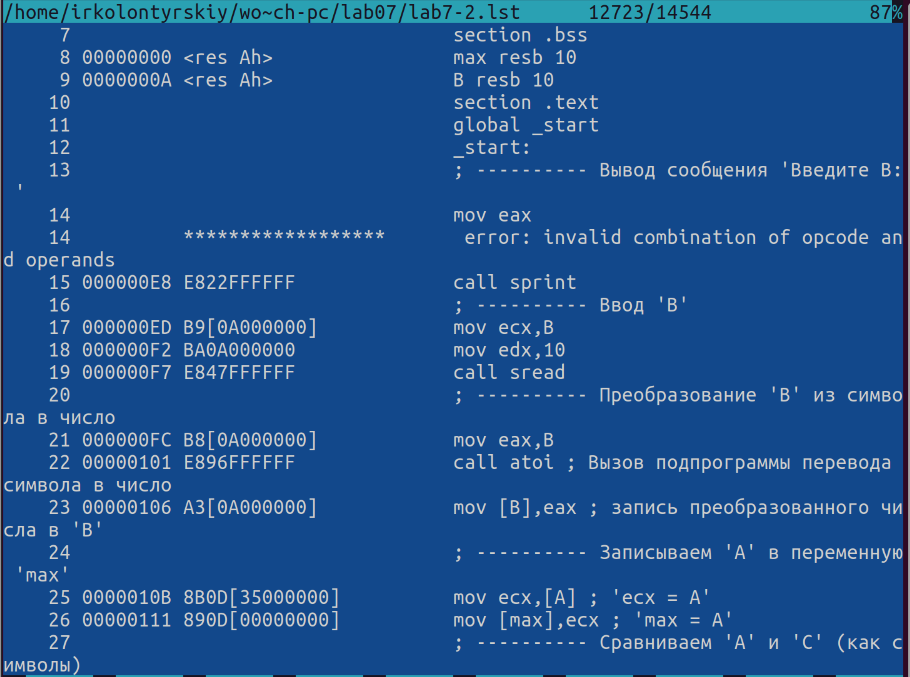 /home/irkolontyrskiy/wo~ch-pc/lab07/lab7-2.lst 12723/14544 87%
7 section .bss
8 00000000 <res Ah> max resb 10
9 0000000A <res Ah> B resb 10
10 section .text
11 global _start
12 _start:
13 ; ---------- Вывод сообщения 'Введите B:
'
14 mov eax
14 ****************** error: invalid combination of opcode an
d operands
15 000000E8 E822FFFFFF call sprint
16 ; ---------- Ввод 'B'
17 000000ED B9[0A000000] mov ecx,B
18 000000F2 BA0A000000 mov edx,10
19 000000F7 E847FFFFFF call sread
20 ; ---------- Преобразование 'B' из симво
ла в число
21 000000FC B8[0A000000] mov eax,B
22 00000101 E896FFFFFF call atoi ; Вызов подпрограммы перевода
символа в число
23 00000106 A3[0A000000] mov [B],eax ; запись преобразованного чи
сла в 'B'
24 ; ---------- Записываем 'A' в переменную
'max'
25 0000010B 8B0D[35000000] mov ecx,[A] ; 'ecx = A'
26 00000111 890D[00000000] mov [max],ecx ; 'max = A'
27 ; ---------- Сравниваем 'A' и 'C' (как с
имволы)